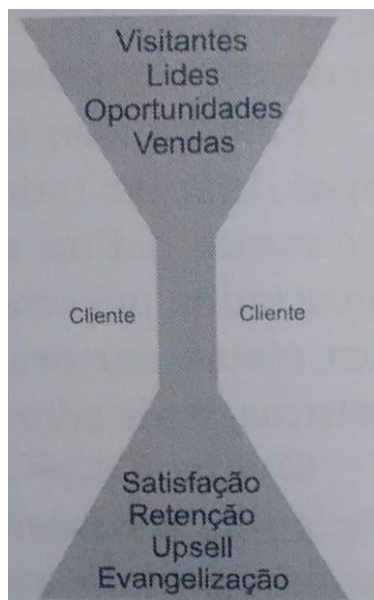 Visitantes
Lides
Oportunidades
Vendas
Cliente Cliente
Satisfação
Retenção
Upsell
Evangelização